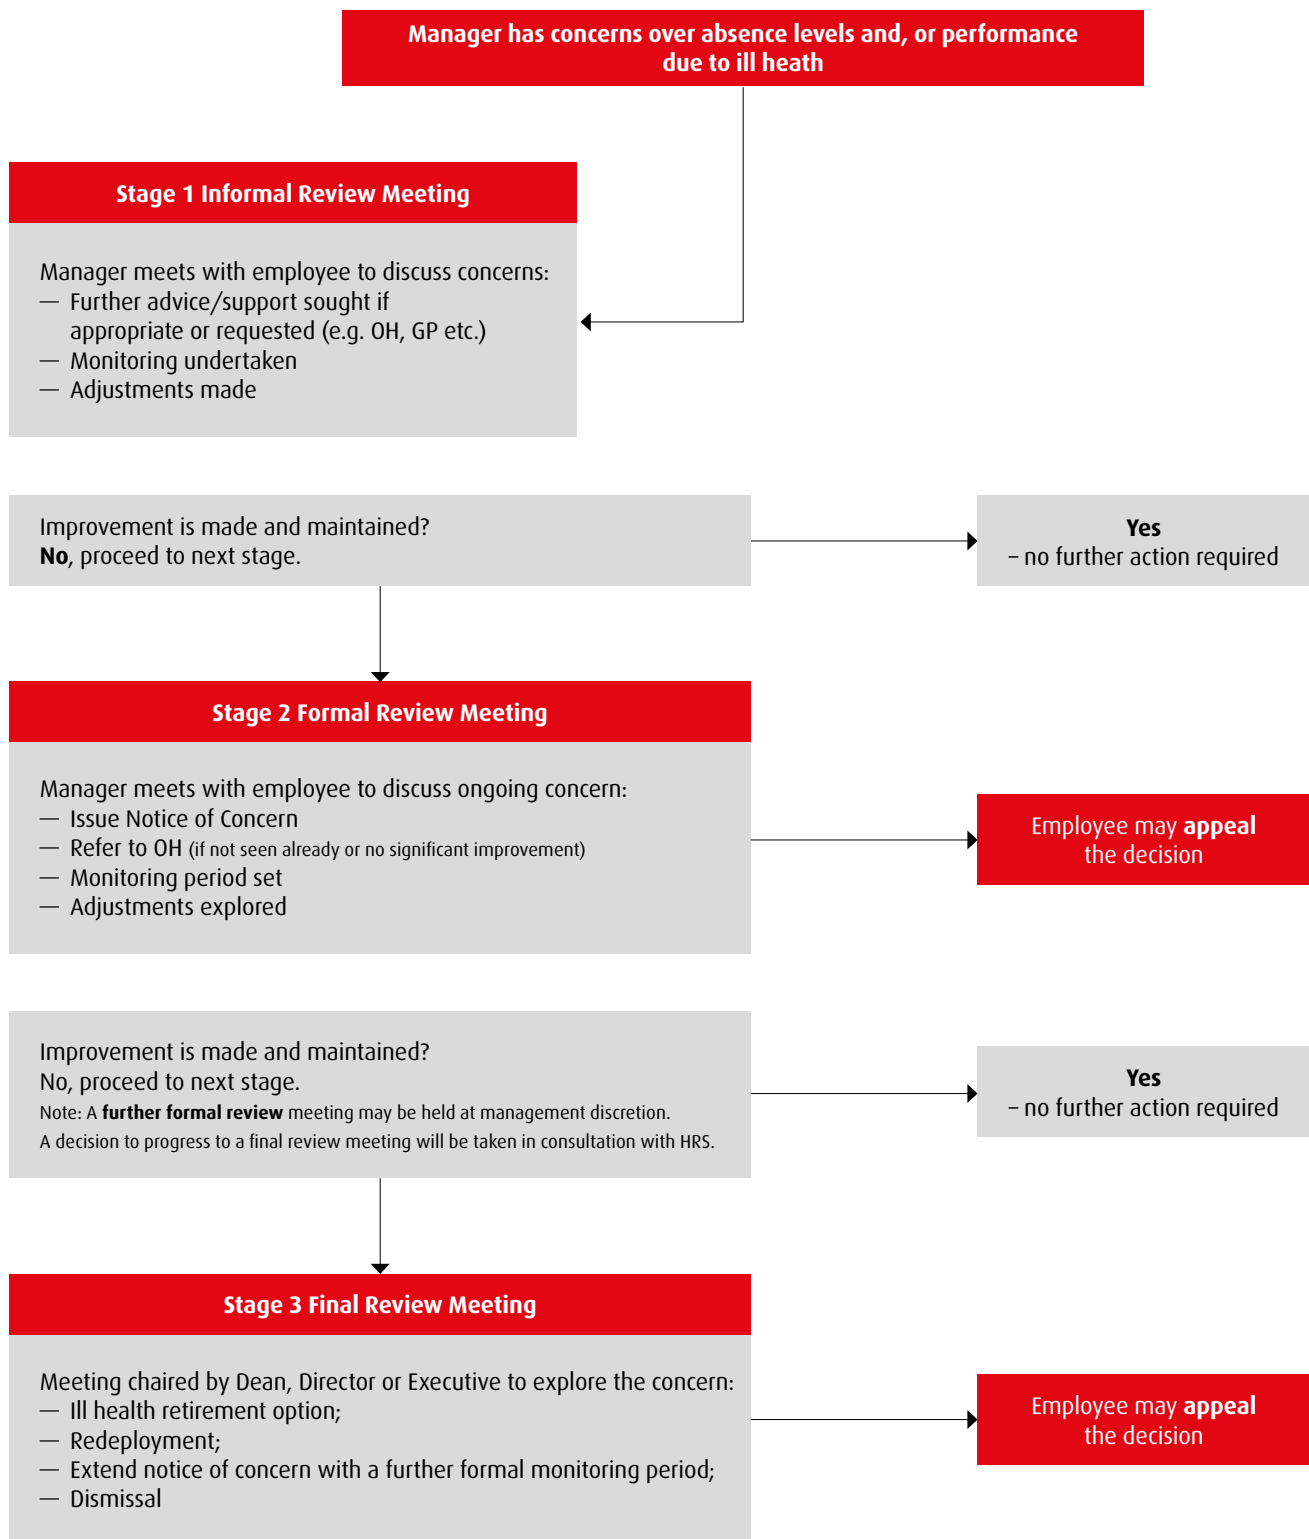 Manager has concerns over absence levels and, or performance
due to ill heath
Stage 1 Informal Review Meeting
Manager meets with employee to discuss concerns:
— Further advice/support sought if
appropriate or requested (e.g. OH, GP etc.)
— Monitoring undertaken
— Adjustments made
Improvement is made and maintained?
No, proceed to next stage.
Yes
– no further action required
Stage 2 Formal Review Meeting
Manager meets with employee to discuss ongoing concern:
— Issue Notice of Concern
— Refer to OH (if not seen already or no significant improvement)
— Monitoring period set
— Adjustments explored
Employee may appeal
the decision
Improvement is made and maintained?
No, proceed to next stage.
Note: A further formal review meeting may be held at management discretion.
A decision to progress to a final review meeting will be taken in consultation with HRS.
Yes
– no further action required
Stage 3 Final Review Meeting
Meeting chaired by Dean, Director or Executive to explore the concern:
— Ill health retirement option;
— Redeployment;
— Extend notice of concern with a further formal monitoring period;
— Dismissal
Employee may appeal
the decision